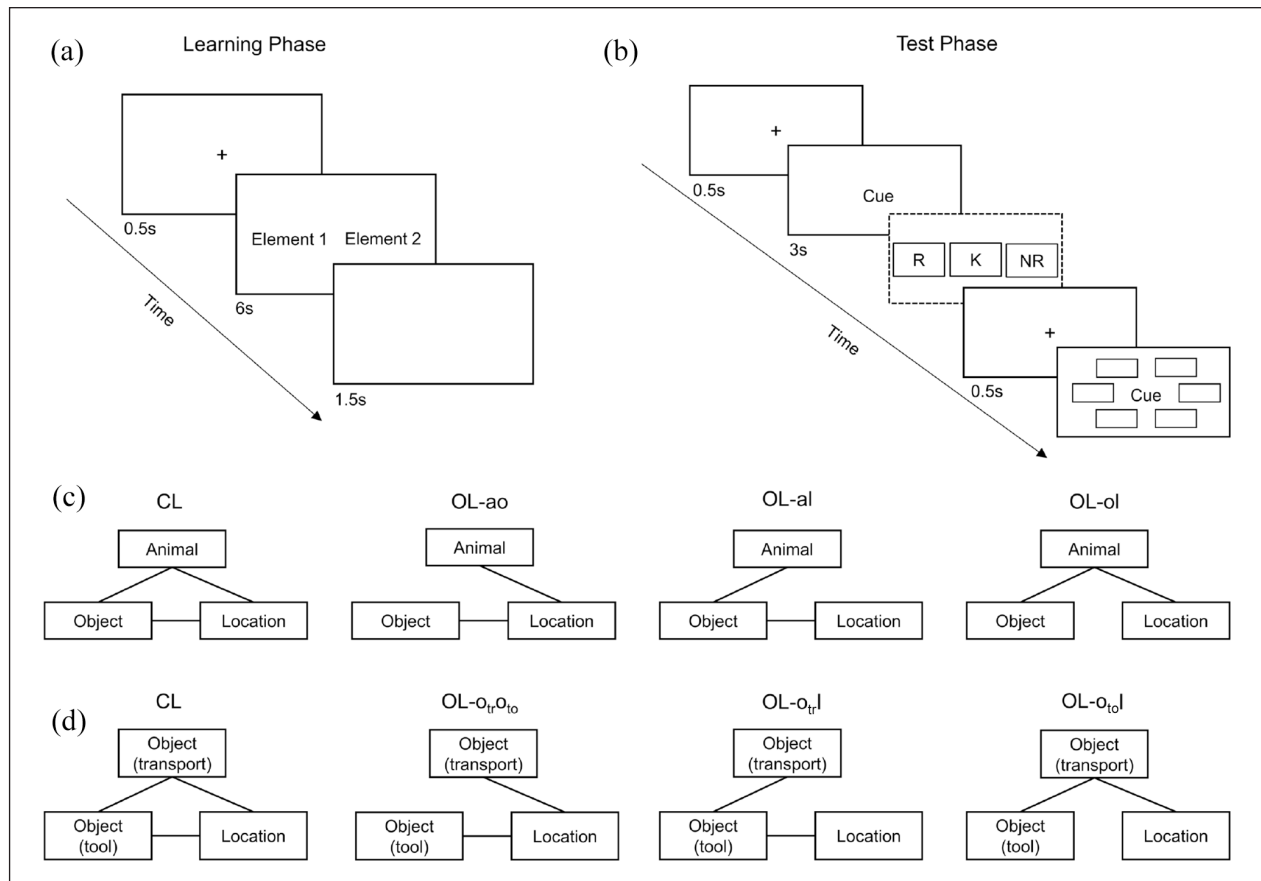 (a) Learning Phase
+
0.5s
Element 1 Element 2
6s
1.5s
Time
(b) Test Phase
+
0.5s
Cue
3s
R K NR
+
0.5s
Cue
Time
(c) CL OL-ao OL-al OL-ol
Animal Animal Animal Animal
Object Location Object Location Object Location Object Location
(d) CL OL-oₜᵣoₜₒ OL-oₜᵣl OL-oₜₒl
Object Object Object Object
(transport) (transport) (transport) (transport)
Object Location Object Location Object Location Object Location
(tool) (tool) (tool) (tool)